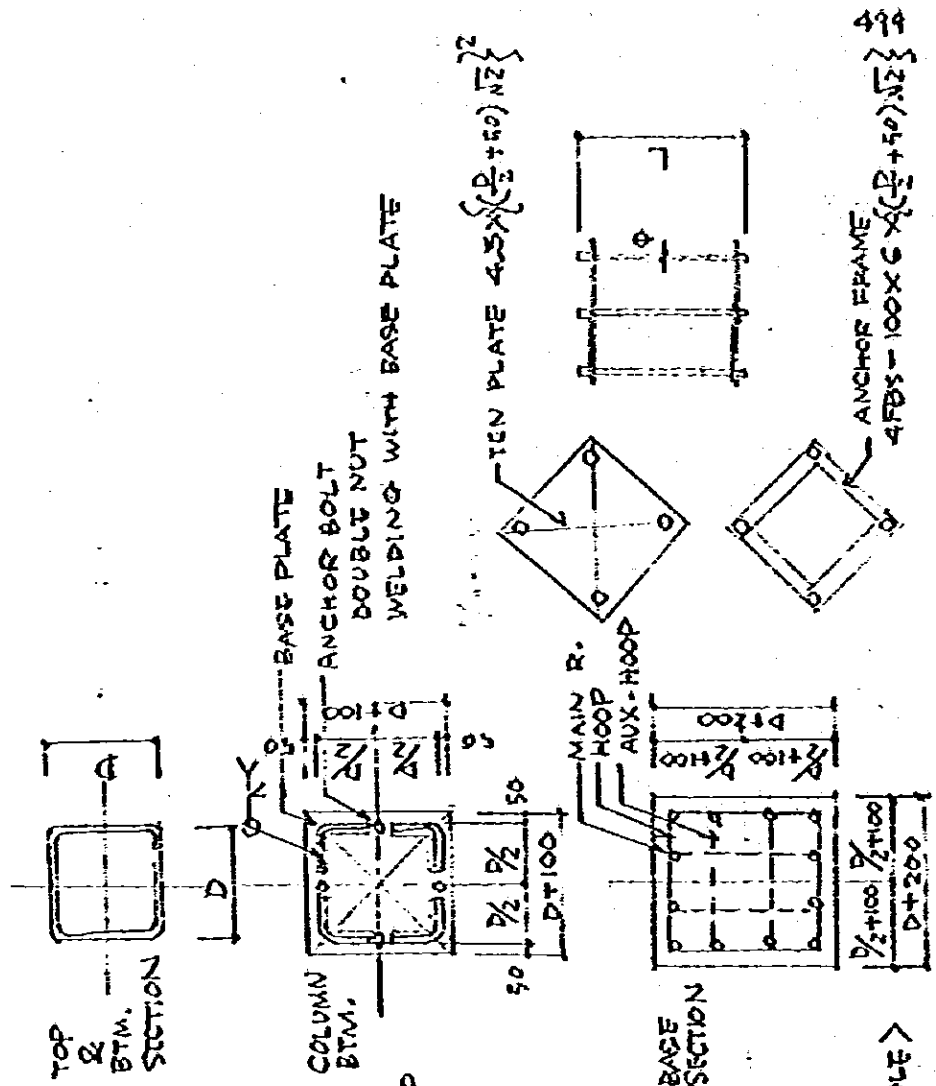 TOP
&
BTM.
SECTION
D
D
BASE PLATE
ANCHOR BOLT
DOUBLE NUT
WELDING WITH BASE PLATE
COLUMN
BTM.
50
D/2
D/2
50
D+100
50 D/2 D/2 50
D+100
TEN PLATE 4.5×{(D/2+50)√2}²
φ
L
MAIN R.
HOOP
AUX-HOOP
BASE
SECTION
D/2+100 D/2+100
D+200
D/2+100 D/2+100
D+200
ANCHOR FRAME
4FBS-100×6×{(D/2+50)√2}
499